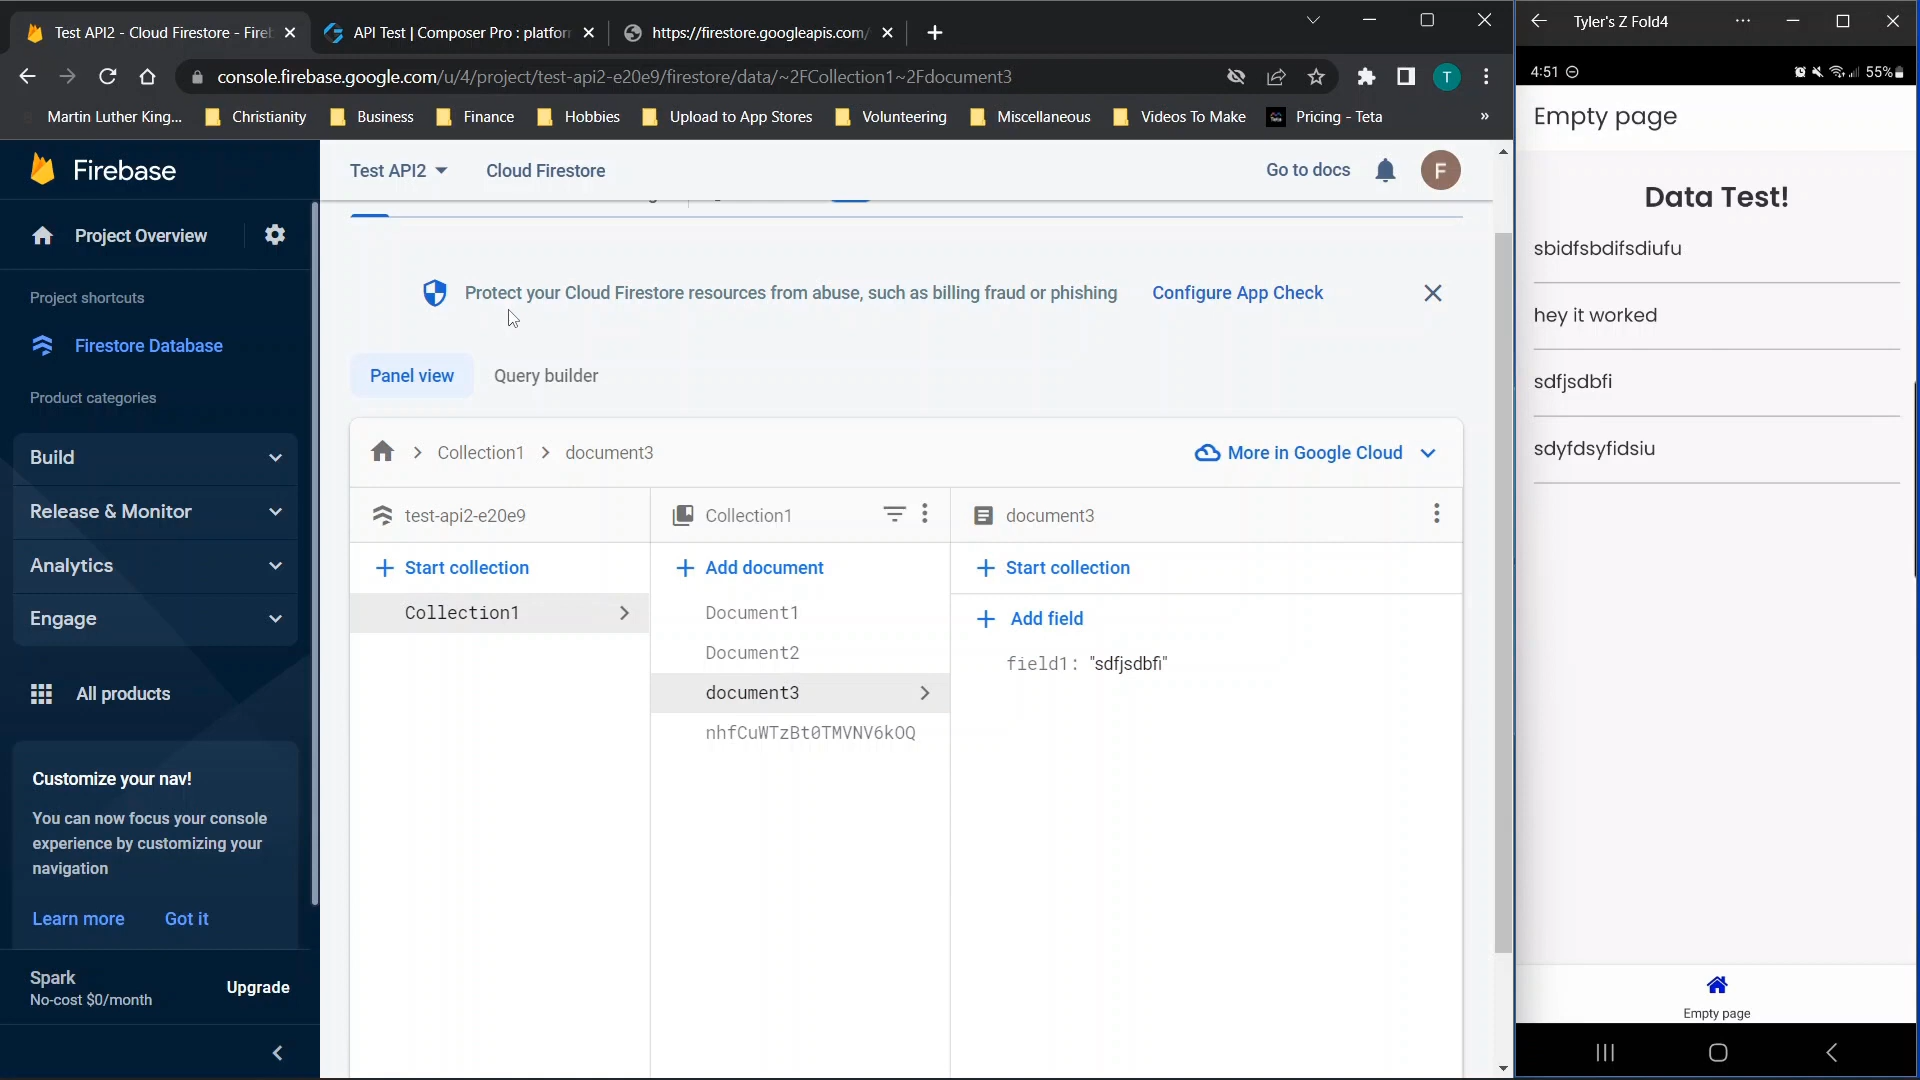 Test API2 - Cloud Firestore - Fire
API Test | Composer Pro : platfor
https://firestore.googleapis.com/
Tyler's Z Fold4
console.firebase.google.com/u/4/project/test-api2-e20e9/firestore/data/~2FCollection1~2Fdocument3
T
4:51
55%
Martin Luther King...
Christianity
Business
Finance
Hobbies
Upload to App Stores
Volunteering
Miscellaneous
Videos To Make
Pricing - Teta
»
Firebase
Test API2
Cloud Firestore
Go to docs
F
Project Overview
Project shortcuts
Firestore Database
Product categories
Build
Release & Monitor
Analytics
Engage
All products
Customize your nav!
You can now focus your console
experience by customizing your
navigation
Learn more
Got it
Spark
No-cost $0/month
Upgrade
Protect your Cloud Firestore resources from abuse, such as billing fraud or phishing
Configure App Check
Panel view
Query builder
Collection1
document3
More in Google Cloud
test-api2-e20e9
Collection1
document3
Start collection
Add document
Start collection
Collection1
Document1
Document2
document3
nhfCuWTzBt0TMVNV6kOQ
Add field
field1: "sdfjsdbfi"
Empty page
Data Test!
sbidfsbdifsdiufu
hey it worked
sdfjsdbfi
sdyfdsyfidsiu
Empty page